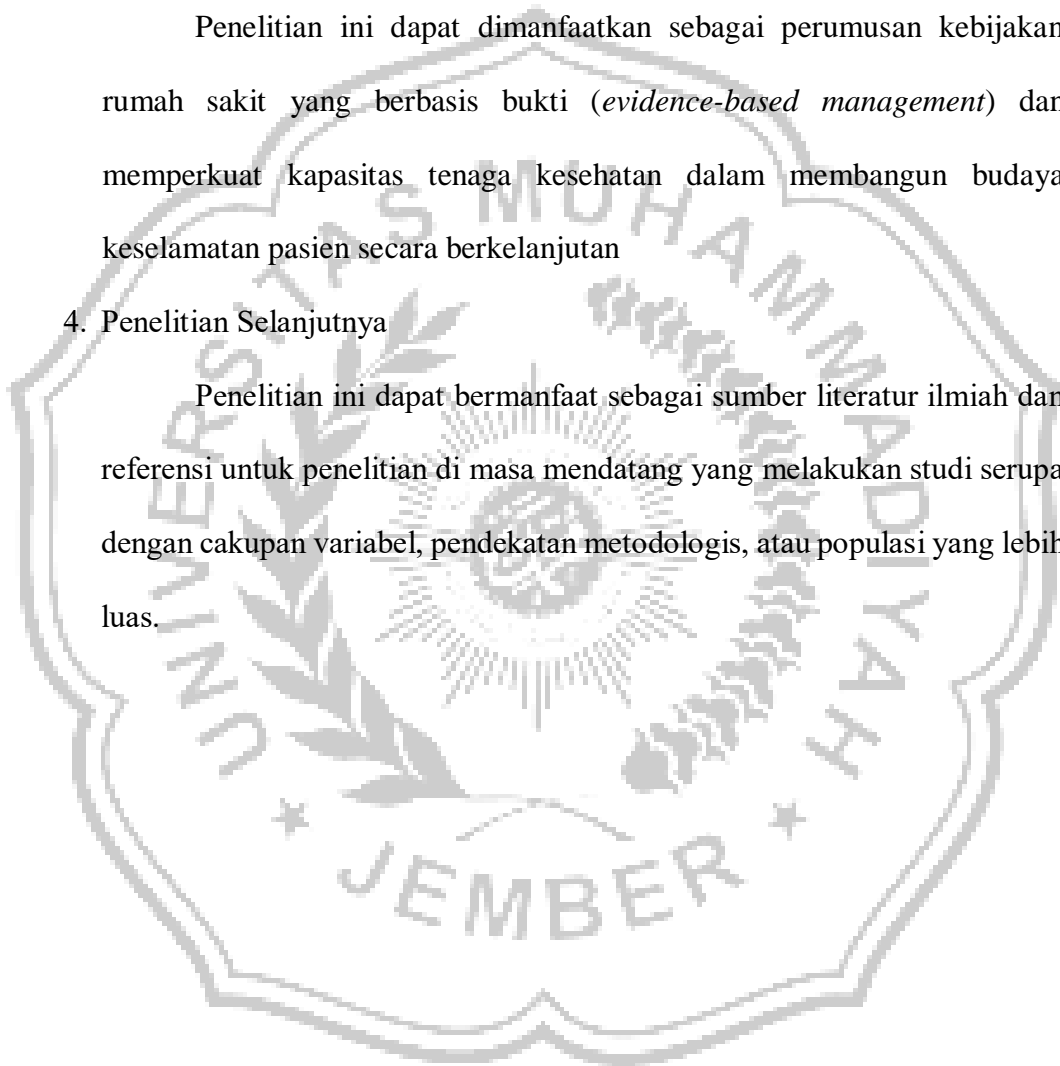 Penelitian ini dapat dimanfaatkan sebagai perumusan kebijakan
rumah sakit yang berbasis bukti (evidence-based management) dan
memperkuat kapasitas tenaga kesehatan dalam membangun budaya
keselamatan pasien secara berkelanjutan
4. Penelitian Selanjutnya
Penelitian ini dapat bermanfaat sebagai sumber literatur ilmiah dan
referensi untuk penelitian di masa mendatang yang melakukan studi serupa
dengan cakupan variabel, pendekatan metodologis, atau populasi yang lebih
luas.
UNIVERSITAS MUHAMMADIYAH
JEMBER